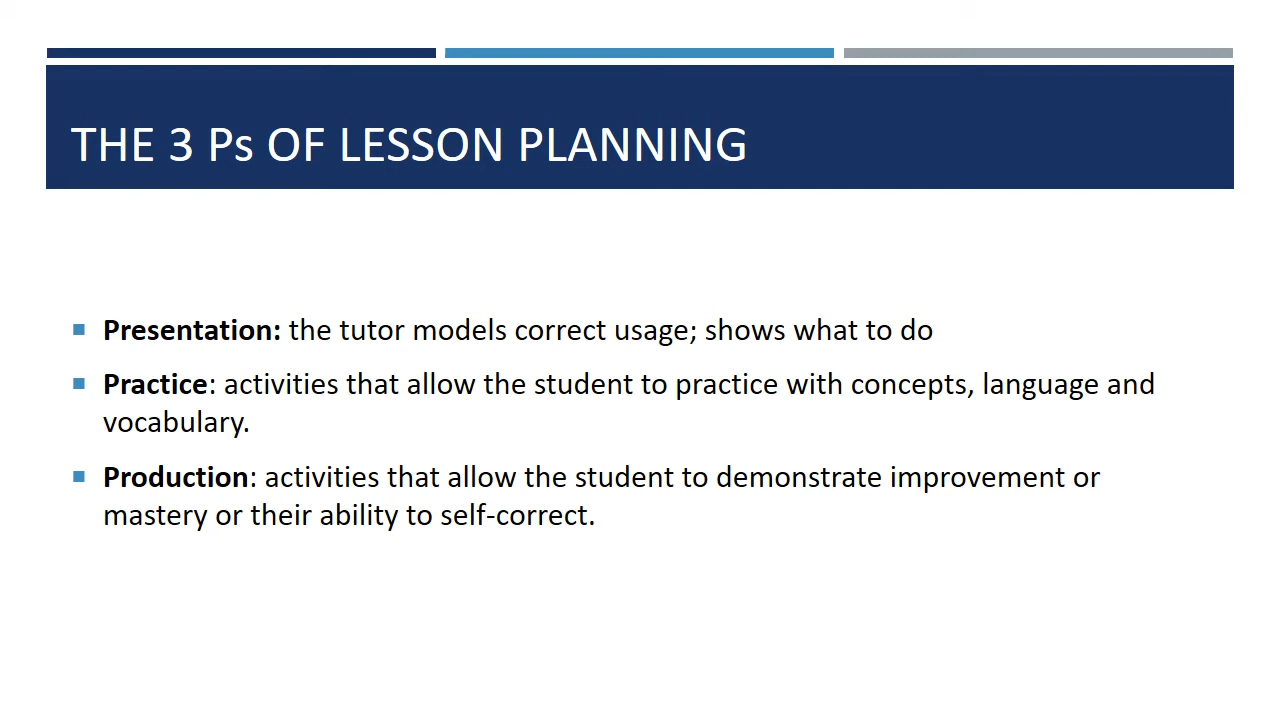 THE 3 Ps OF LESSON PLANNING
Presentation: the tutor models correct usage; shows what to do
Practice: activities that allow the student to practice with concepts, language and
vocabulary.
Production: activities that allow the student to demonstrate improvement or
mastery or their ability to self-correct.